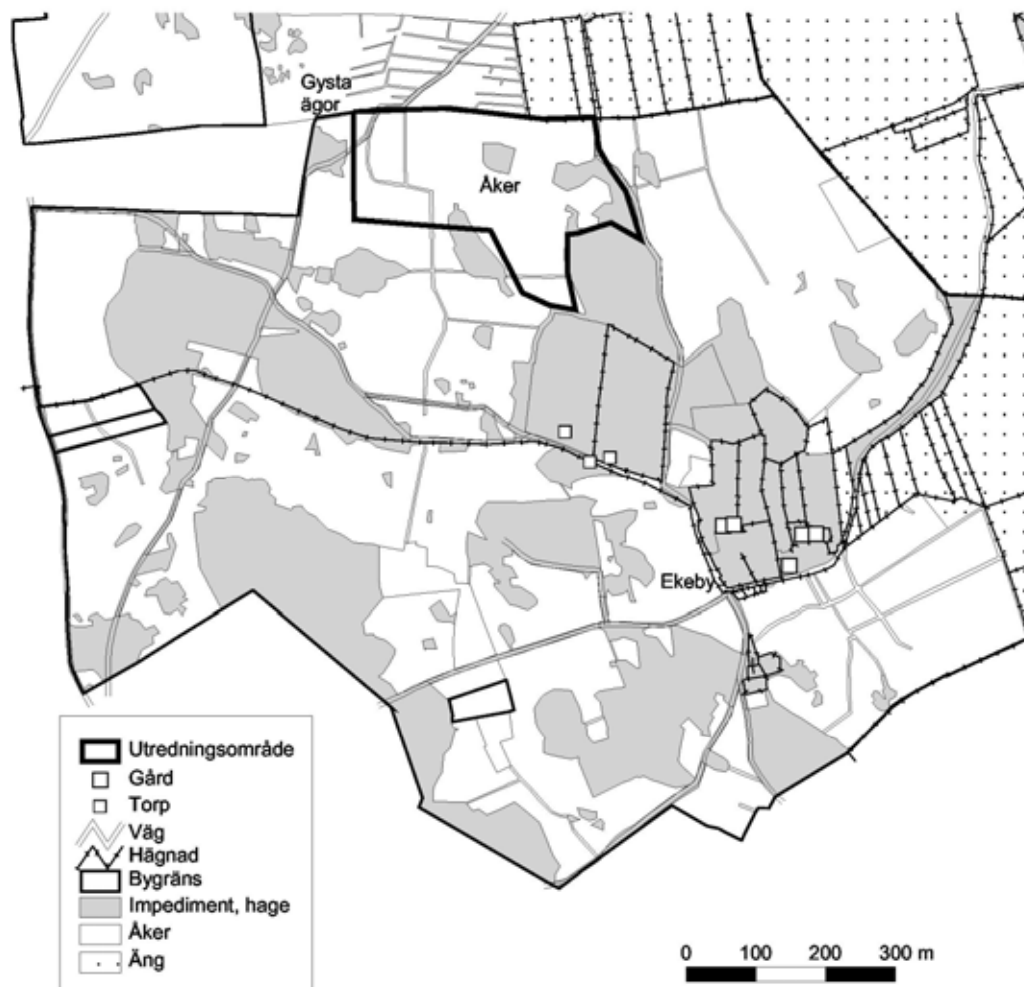 Gysta
ägor
Åker
Ekeby
Utredningsområde
Gård
Torp
Väg
Hägnad
Bygräns
Impediment, hage
Åker
Äng
0 100 200 300 m